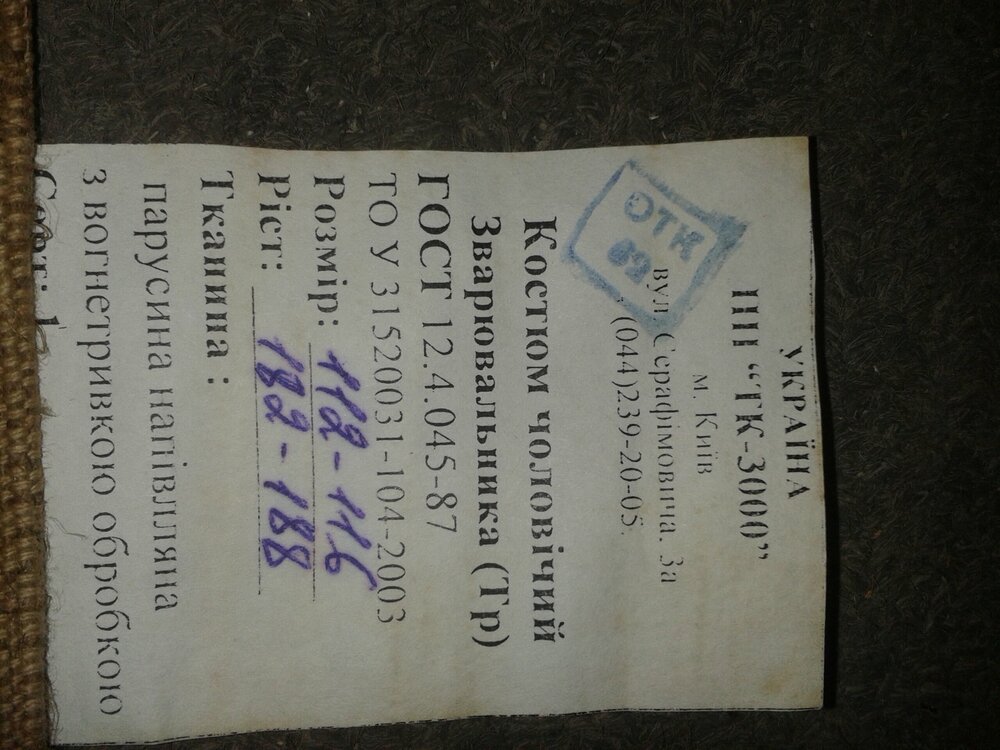 УКРАЇНА
ПП “ТК-3000”
м. Київ
вул Серафімовича. 3а
(044)239-20-05.
ОТК
Костюм чоловічий
Зварювальника (Тр)
ГОСТ 12.4.045-87
ТО У 31520031-104-2003
Розмір: 112-116
Ріст: 182-188
Тканина :
парусина напівлляна
з вогнетривкою обробкою